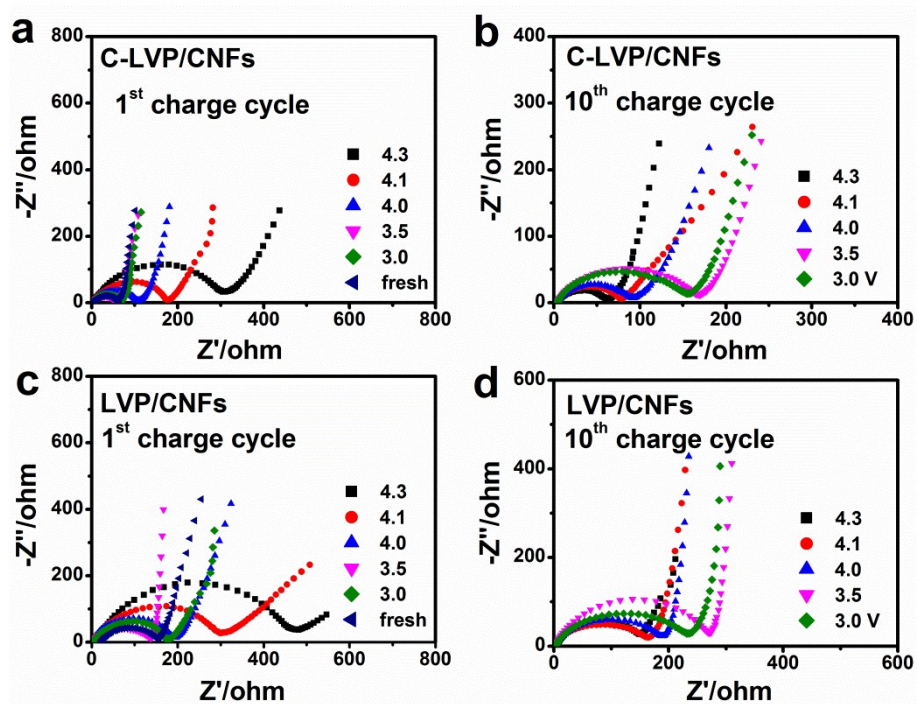 a
C-LVP/CNFs
1st charge cycle
4.3
4.1
4.0
3.5
3.0
fresh
800
600
400
200
0
0 200 400 600 800
-Z''/ohm
Z'/ohm
b
C-LVP/CNFs
10th charge cycle
4.3
4.1
4.0
3.5
3.0 V
400
300
200
100
0
0 100 200 300 400
-Z''/ohm
Z'/ohm
c
LVP/CNFs
1st charge cycle
4.3
4.1
4.0
3.5
3.0
fresh
800
600
400
200
0
0 200 400 600 800
-Z''/ohm
Z'/ohm
d
LVP/CNFs
10th charge cycle
4.3
4.1
4.0
3.5
3.0 V
600
400
200
0
0 200 400 600
-Z''/ohm
Z'/ohm